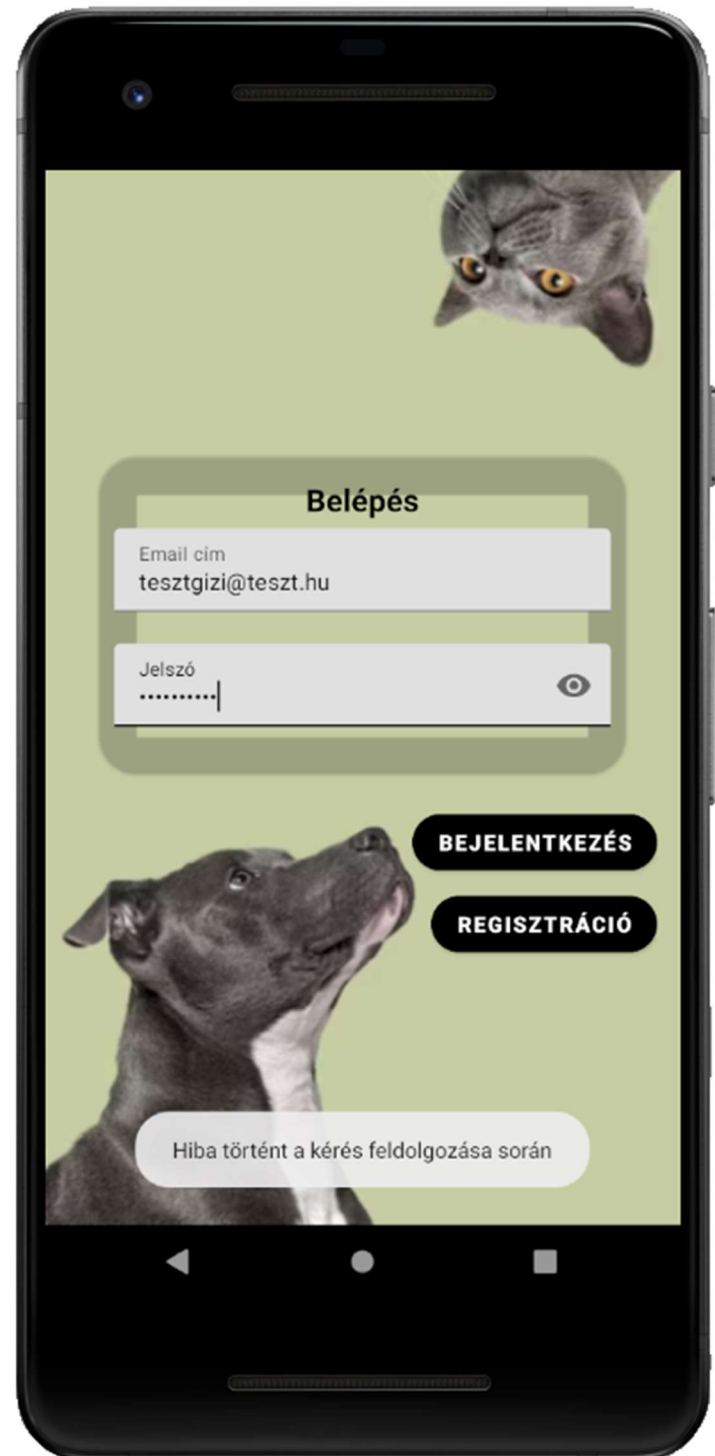 Belépés
Email cím
tesztgizi@teszt.hu
Jelszó
••••••••••
BEJELENTKEZÉS
REGISZTRÁCIÓ
Hiba történt a kérés feldolgozása során